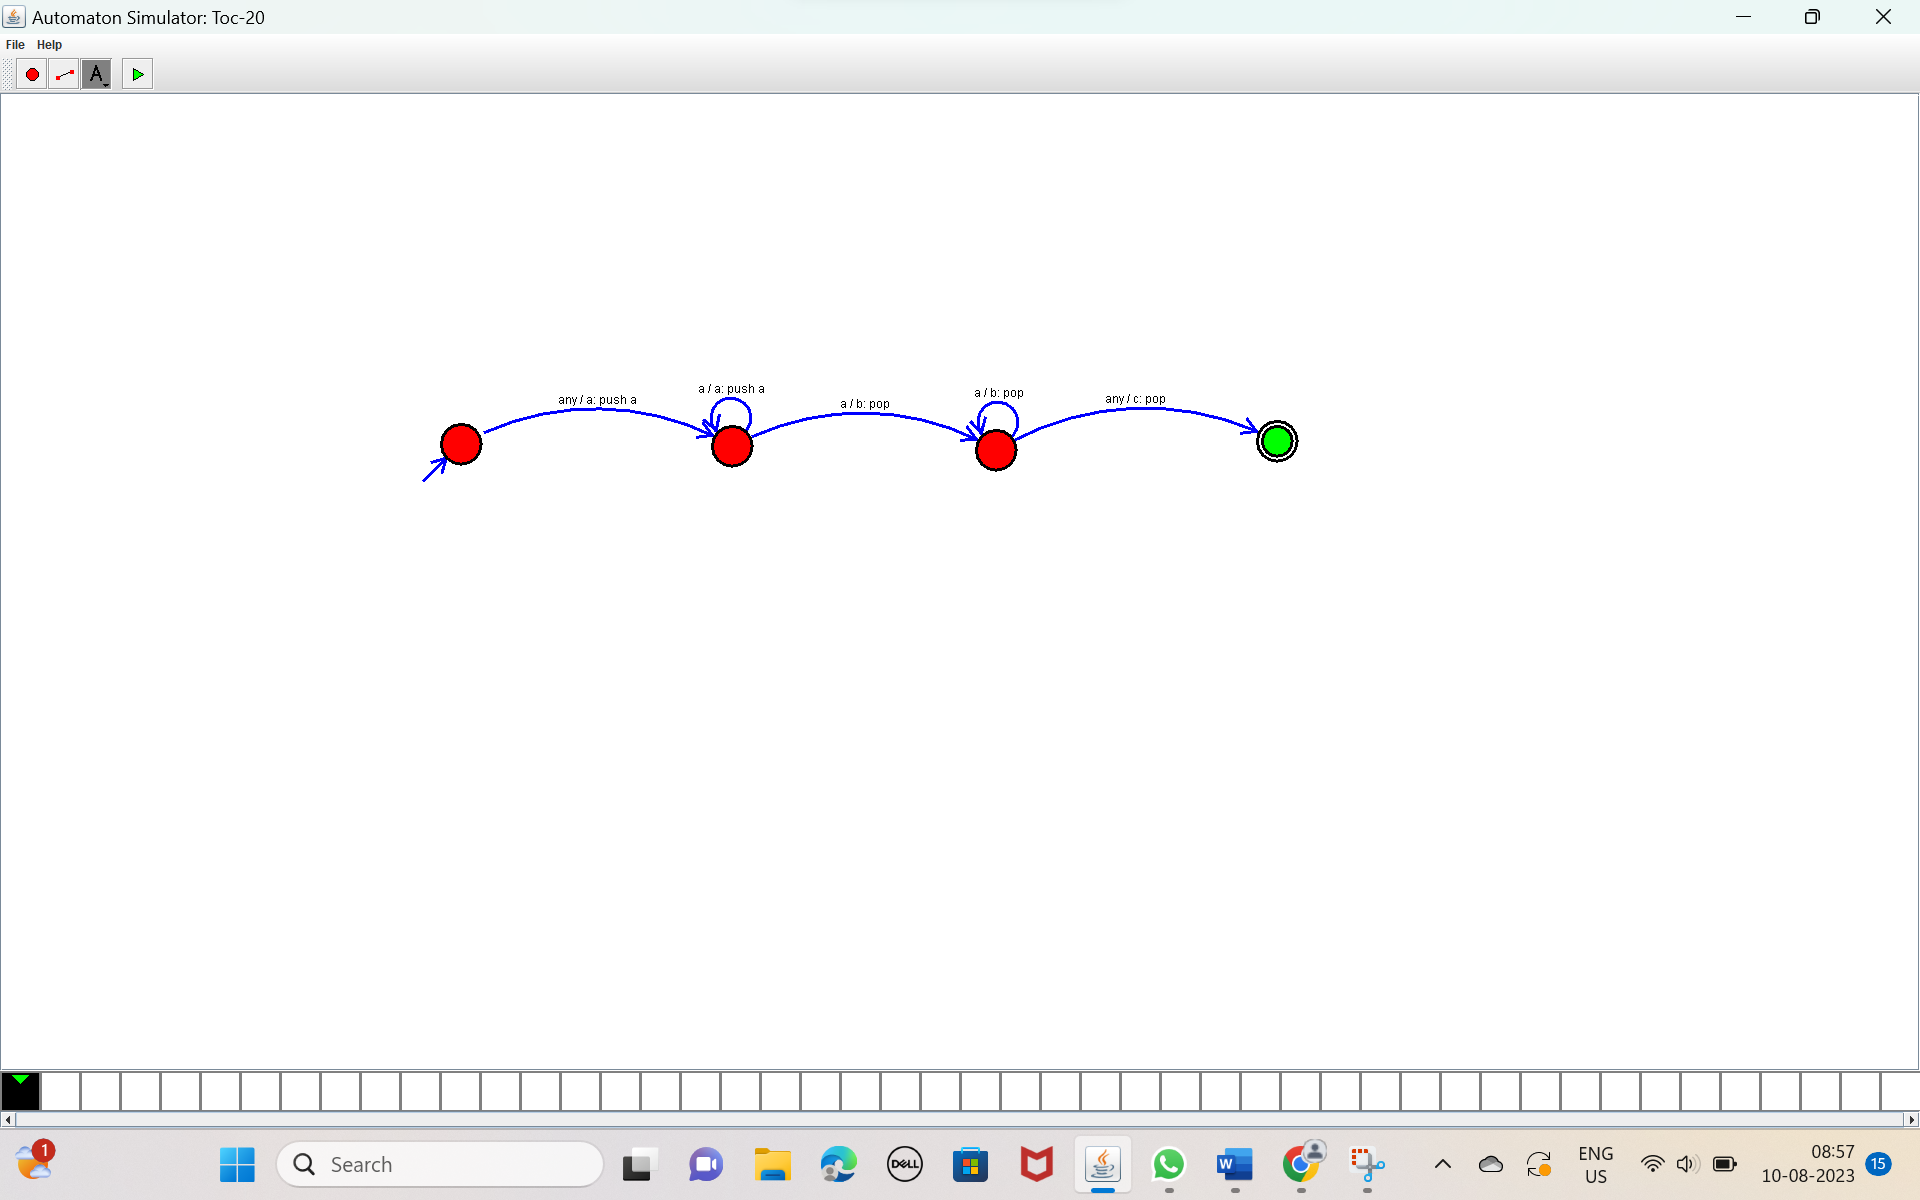 Automaton Simulator: Toc-20
File Help
A
a / a: push a
a / b: pop
any / a: push a
a / b: pop
any / c: pop
1
Search
DELL
W
ENG
US
08:57
10-08-2023
15